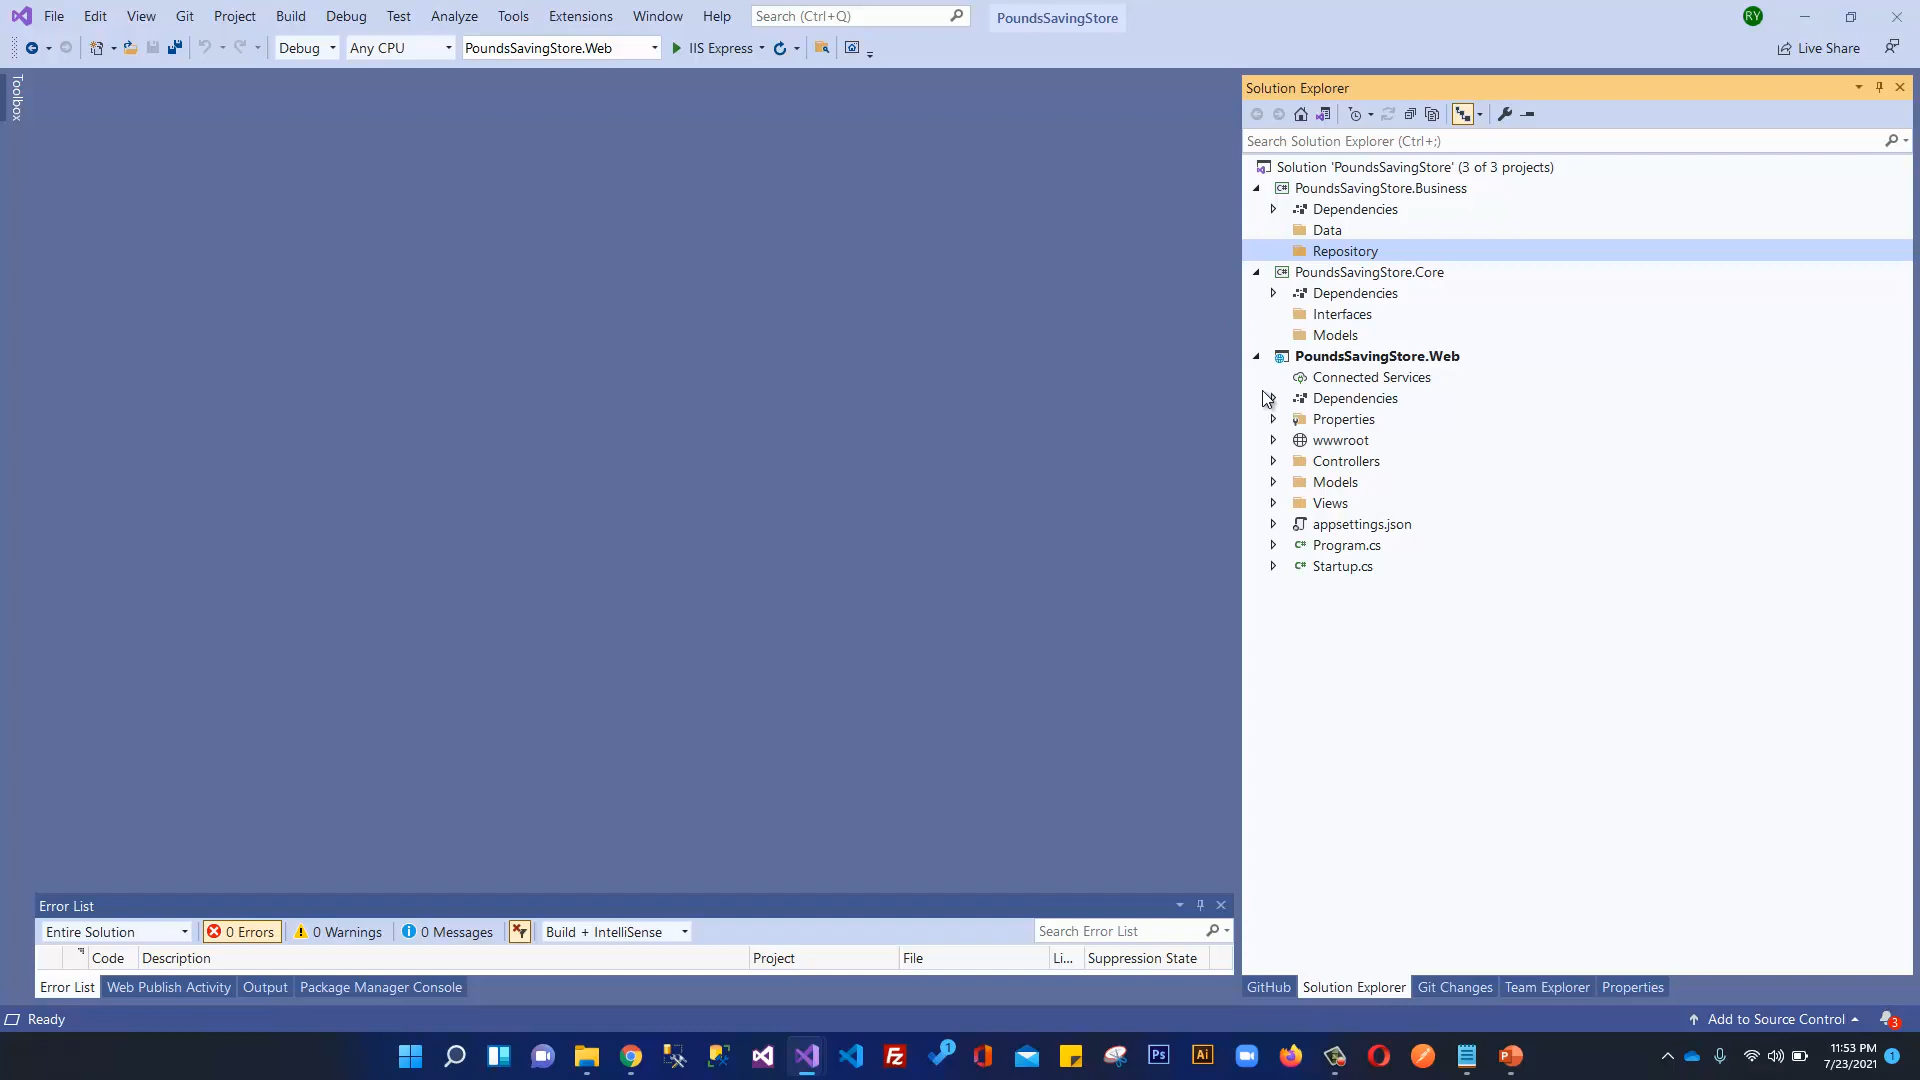 File Edit View Git Project Build Debug Test Analyze Tools Extensions Window Help Search (Ctrl+Q) PoundsSavingStore RY
Debug Any CPU PoundsSavingStore.Web IIS Express Live Share
Toolbox
Solution Explorer
Search Solution Explorer (Ctrl+;)
Solution 'PoundsSavingStore' (3 of 3 projects)
PoundsSavingStore.Business
Dependencies
Data
Repository
PoundsSavingStore.Core
Dependencies
Interfaces
Models
PoundsSavingStore.Web
Connected Services
Dependencies
Properties
wwwroot
Controllers
Models
Views
appsettings.json
C# Program.cs
C# Startup.cs
Error List
Entire Solution 0 Errors 0 Warnings 0 Messages Build + IntelliSense Search Error List
Code Description Project File Li... Suppression State
Error List Web Publish Activity Output Package Manager Console
GitHub Solution Explorer Git Changes Team Explorer Properties
Ready Add to Source Control 3
1 Ps Ai 11:53 PM 1
7/23/2021